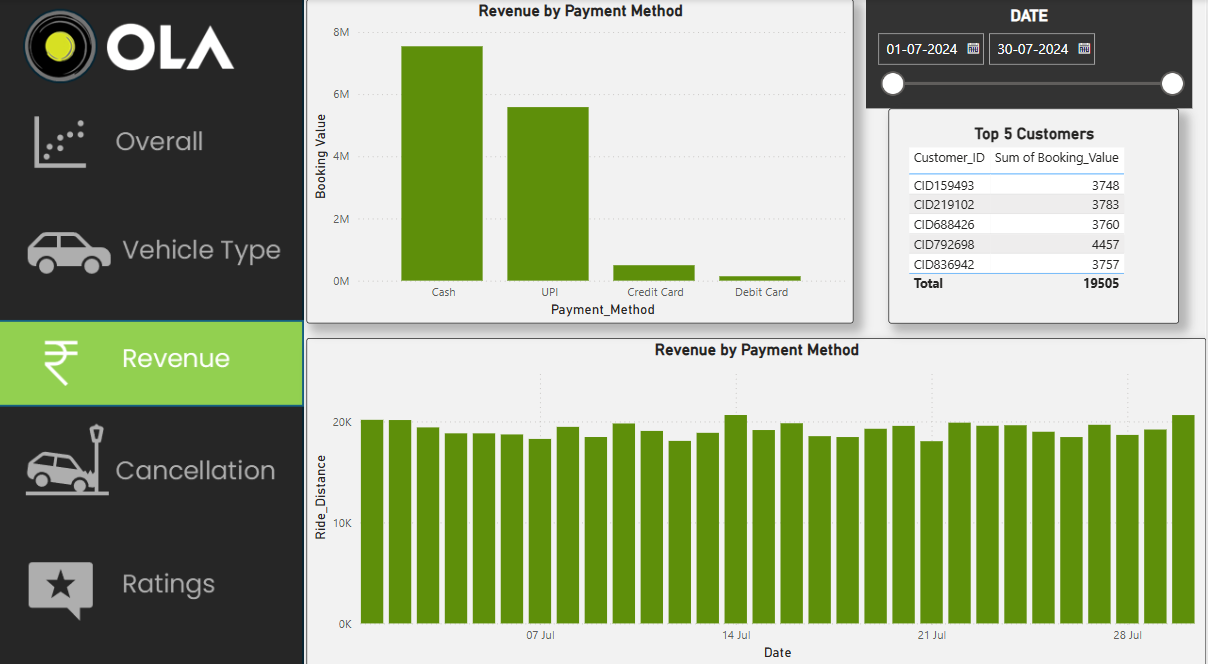 OLA
Overall
Vehicle Type
Revenue
Cancellation
Ratings
Revenue by Payment Method
8M
6M
4M
2M
0M
Booking Value
Cash UPI Credit Card Debit Card
Payment_Method
DATE
01-07-2024 30-07-2024
Top 5 Customers
Customer_ID Sum of Booking_Value
CID159493 3748
CID219102 3783
CID688426 3760
CID792698 4457
CID836942 3757
Total 19505
Revenue by Payment Method
20K
10K
0K
Ride_Distance
07 Jul 14 Jul 21 Jul 28 Jul
Date